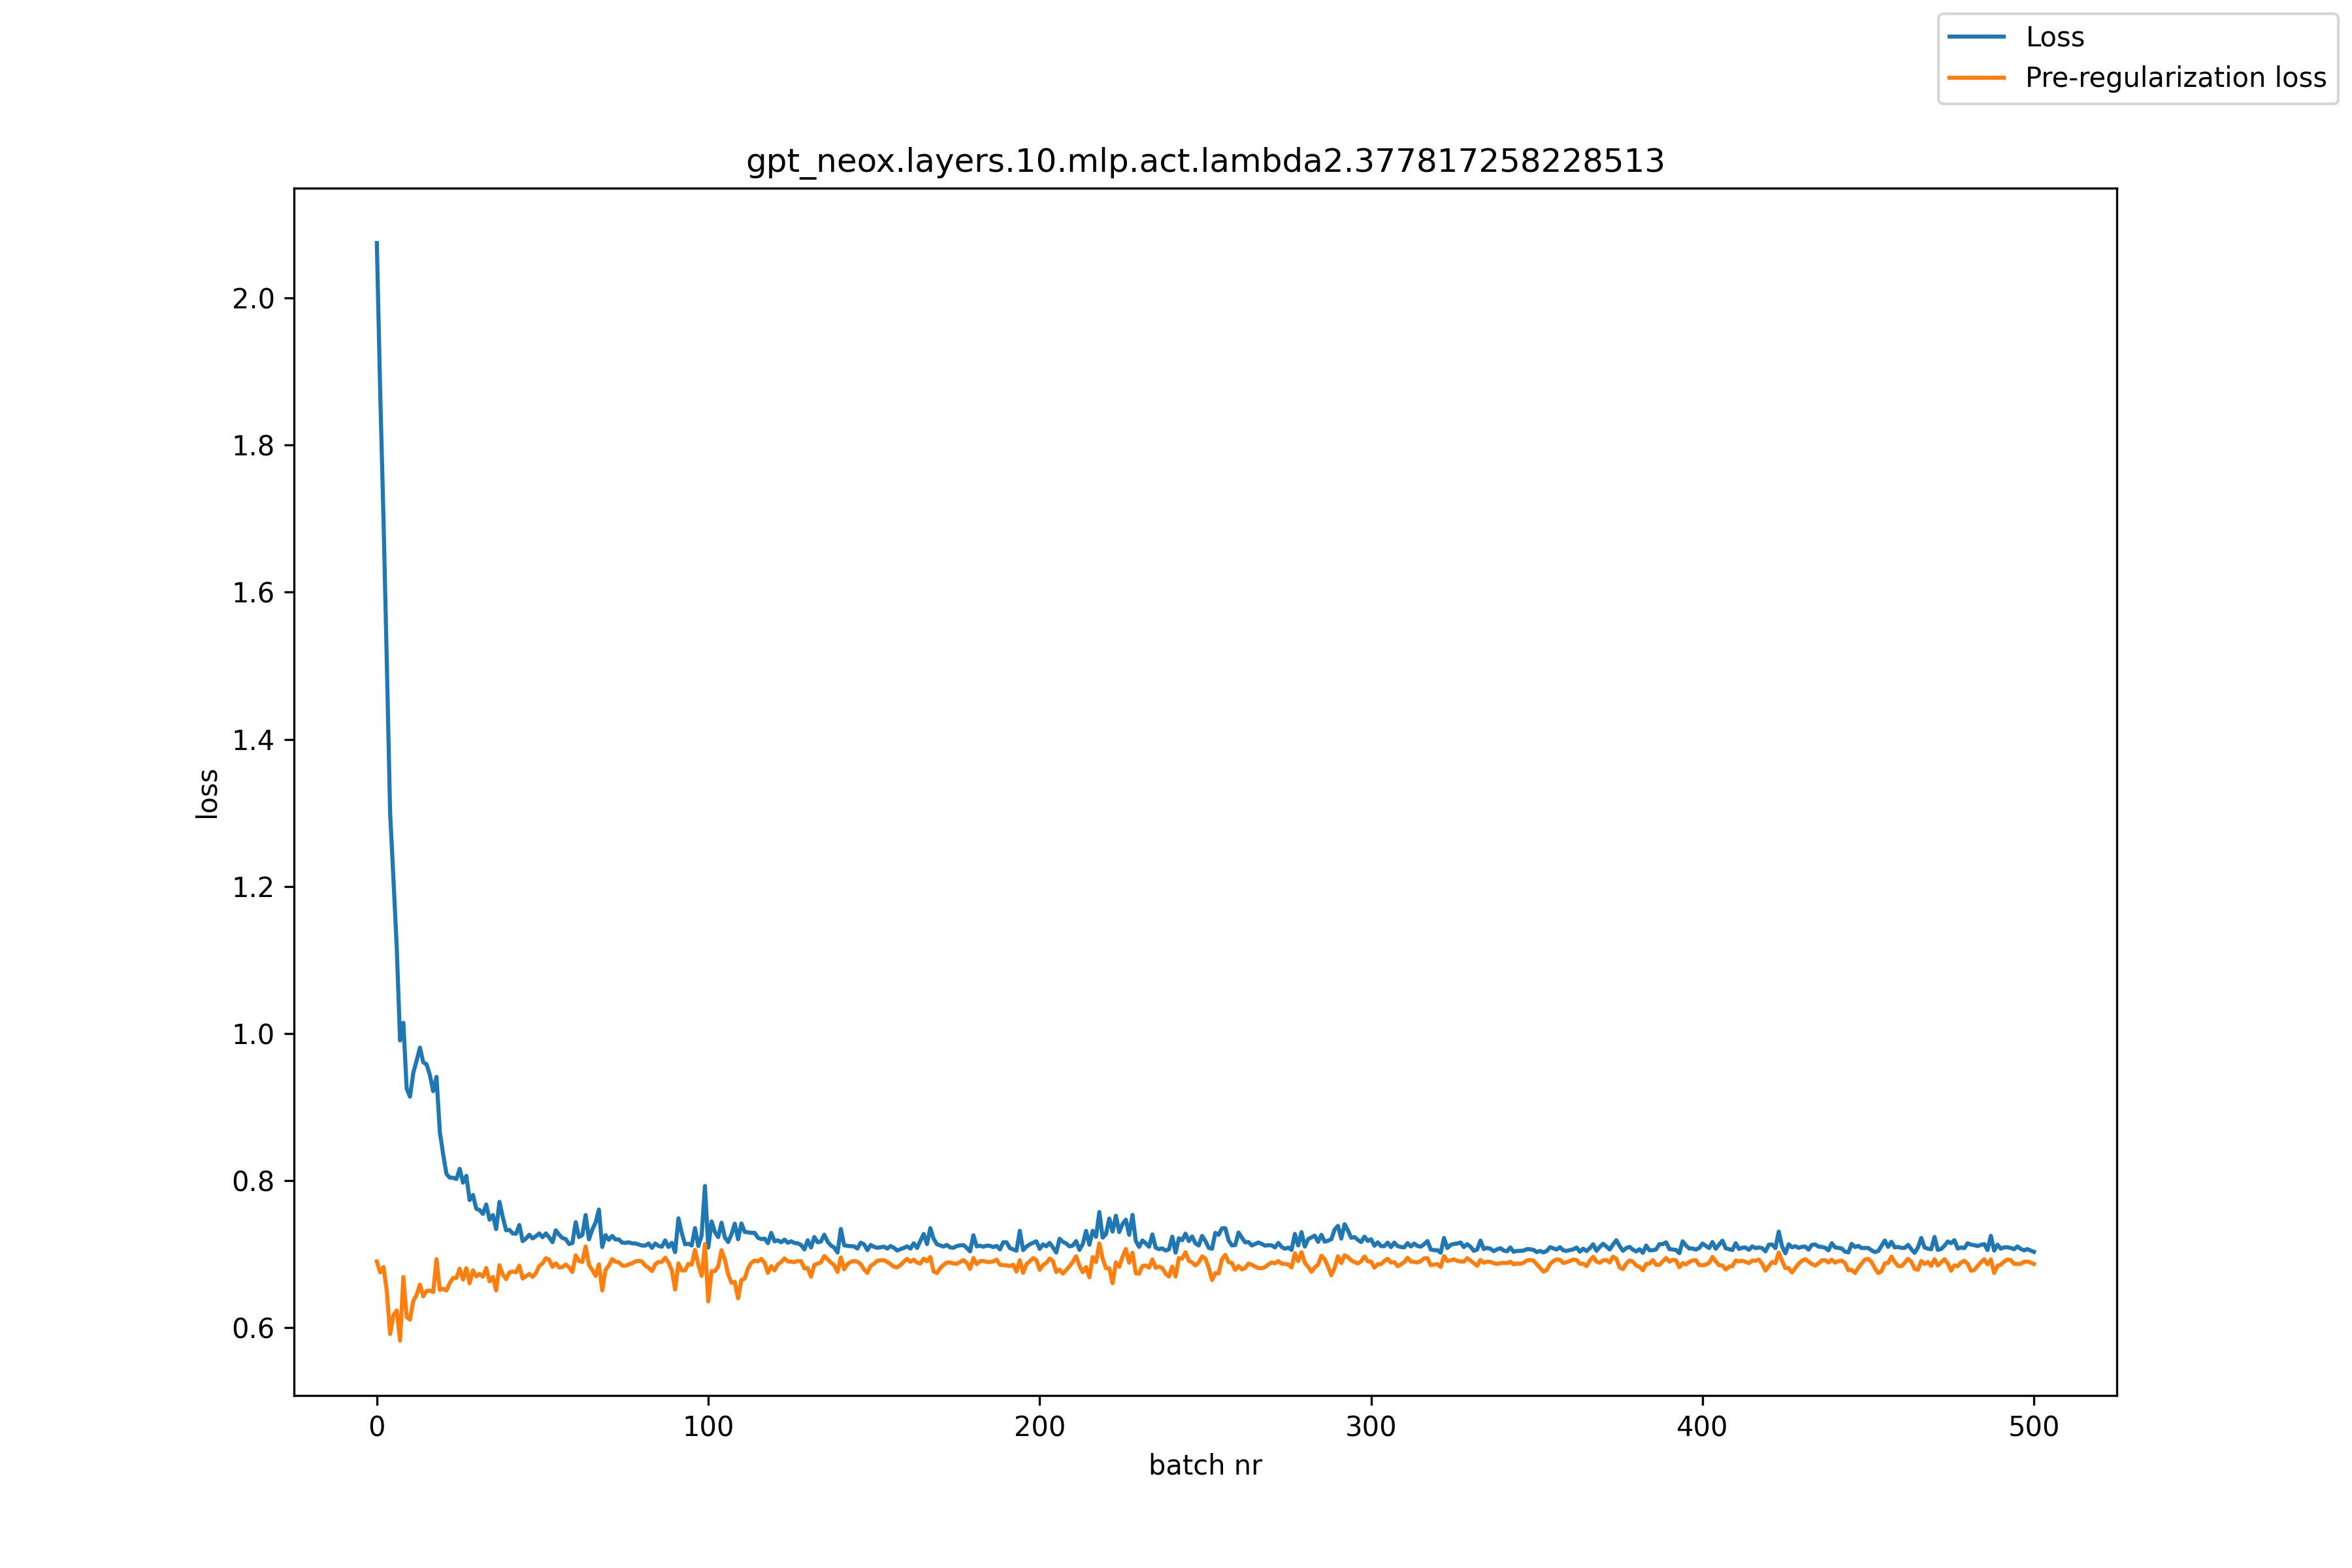 Loss
Pre-regularization loss
gpt_neox.layers.10.mlp.act.lambda2.377817258228513
2.0
1.8
1.6
1.4
1.2
1.0
0.8
0.6
loss
0 100 200 300 400 500
batch nr